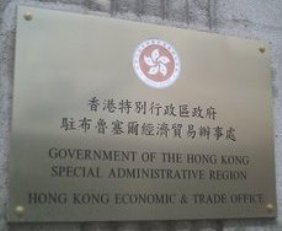 香港特別行政區政府
駐布魯塞爾經濟貿易辦事處
GOVERNMENT OF THE HONG KONG
SPECIAL ADMINISTRATIVE REGION
HONG KONG ECONOMIC & TRADE OFFICE